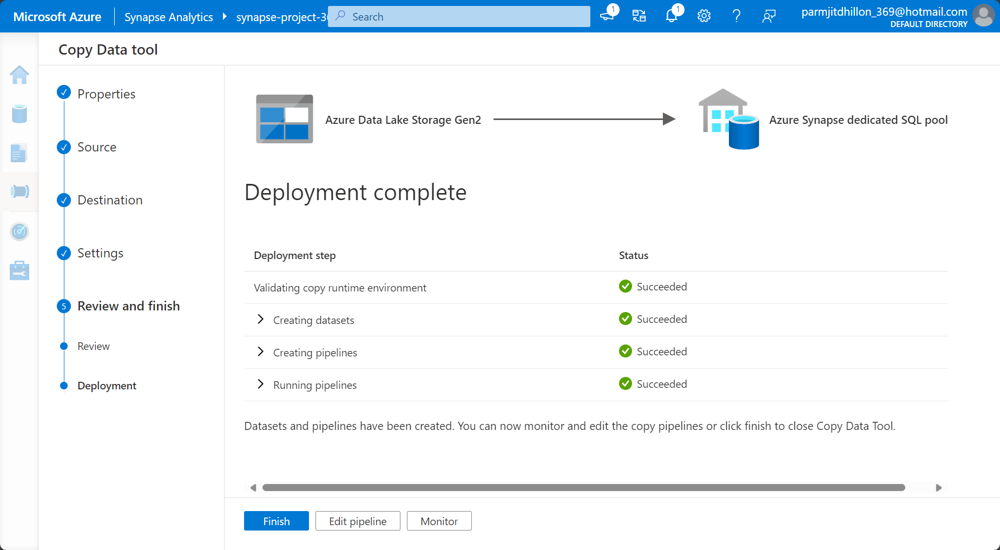 Microsoft Azure
Synapse Analytics
synapse-project-3
Search
1
1
parmjitdhillon_369@hotmail.com
DEFAULT DIRECTORY
Copy Data tool
Properties
Source
Destination
Settings
5 Review and finish
Review
Deployment
Azure Data Lake Storage Gen2
Azure Synapse dedicated SQL pool
Deployment complete
Deployment step Status
Validating copy runtime environment Succeeded
Creating datasets Succeeded
Creating pipelines Succeeded
Running pipelines Succeeded
Datasets and pipelines have been created. You can now monitor and edit the copy pipelines or click finish to close Copy Data Tool.
Finish
Edit pipeline
Monitor